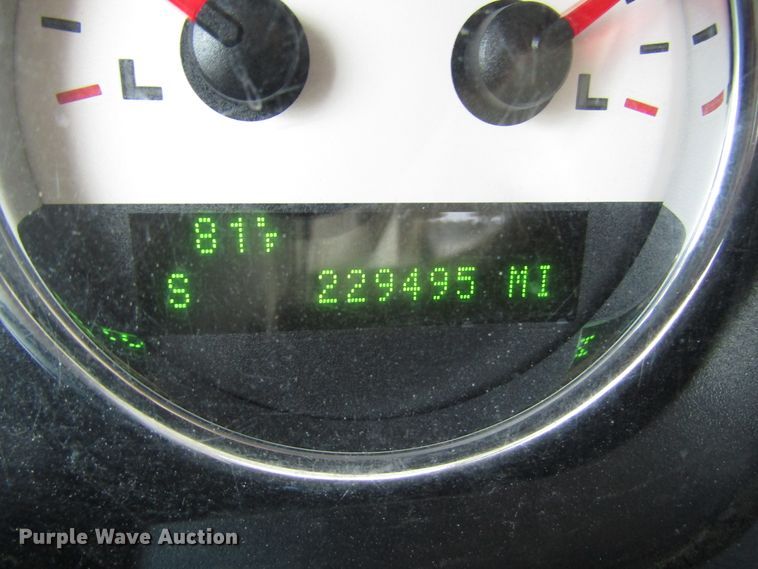 L
L
81°F
S 229495 MI
Purple Wave Auction